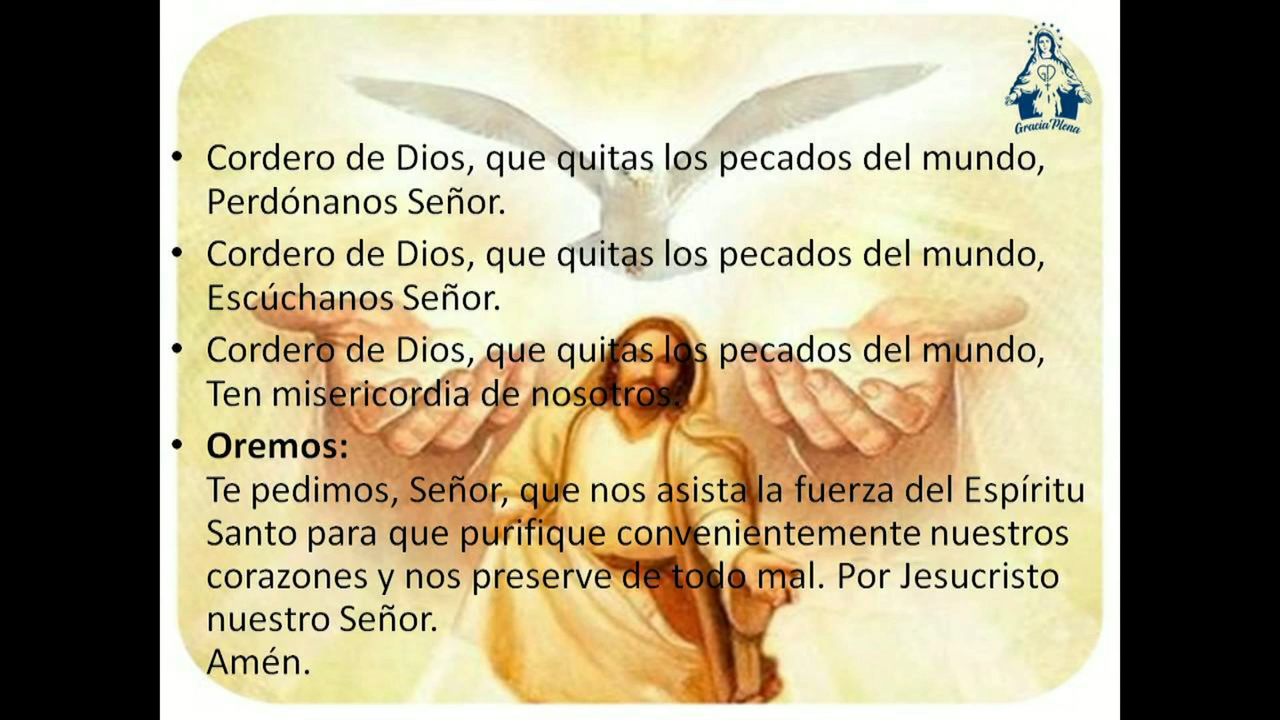 Gracia Plena
• Cordero de Dios, que quitas los pecados del mundo,
Perdónanos Señor.
• Cordero de Dios, que quitas los pecados del mundo,
Escúchanos Señor.
• Cordero de Dios, que quitas los pecados del mundo,
Ten misericordia de nosotros.
• Oremos:
Te pedimos, Señor, que nos asista la fuerza del Espíritu
Santo para que purifique convenientemente nuestros
corazones y nos preserve de todo mal. Por Jesucristo
nuestro Señor.
Amén.